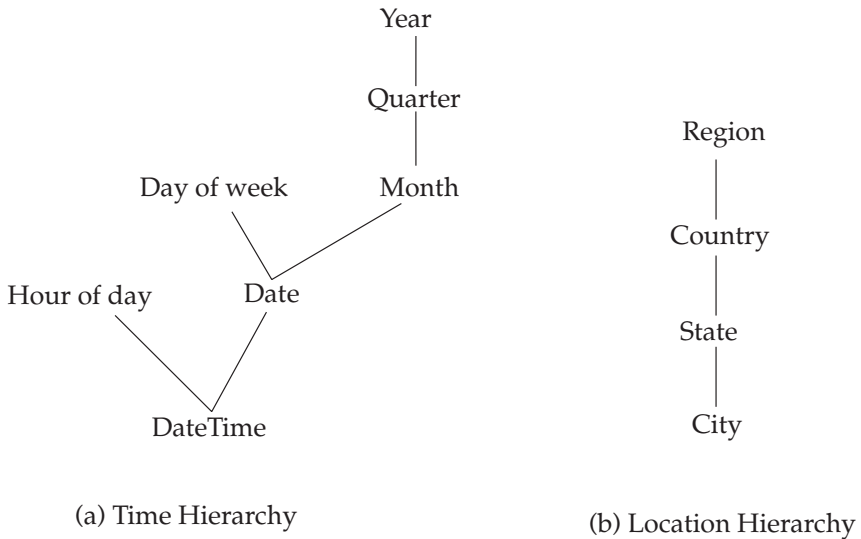 Year
Quarter
Day of week
Month
Hour of day
Date
DateTime
(a) Time Hierarchy
Region
Country
State
City
(b) Location Hierarchy